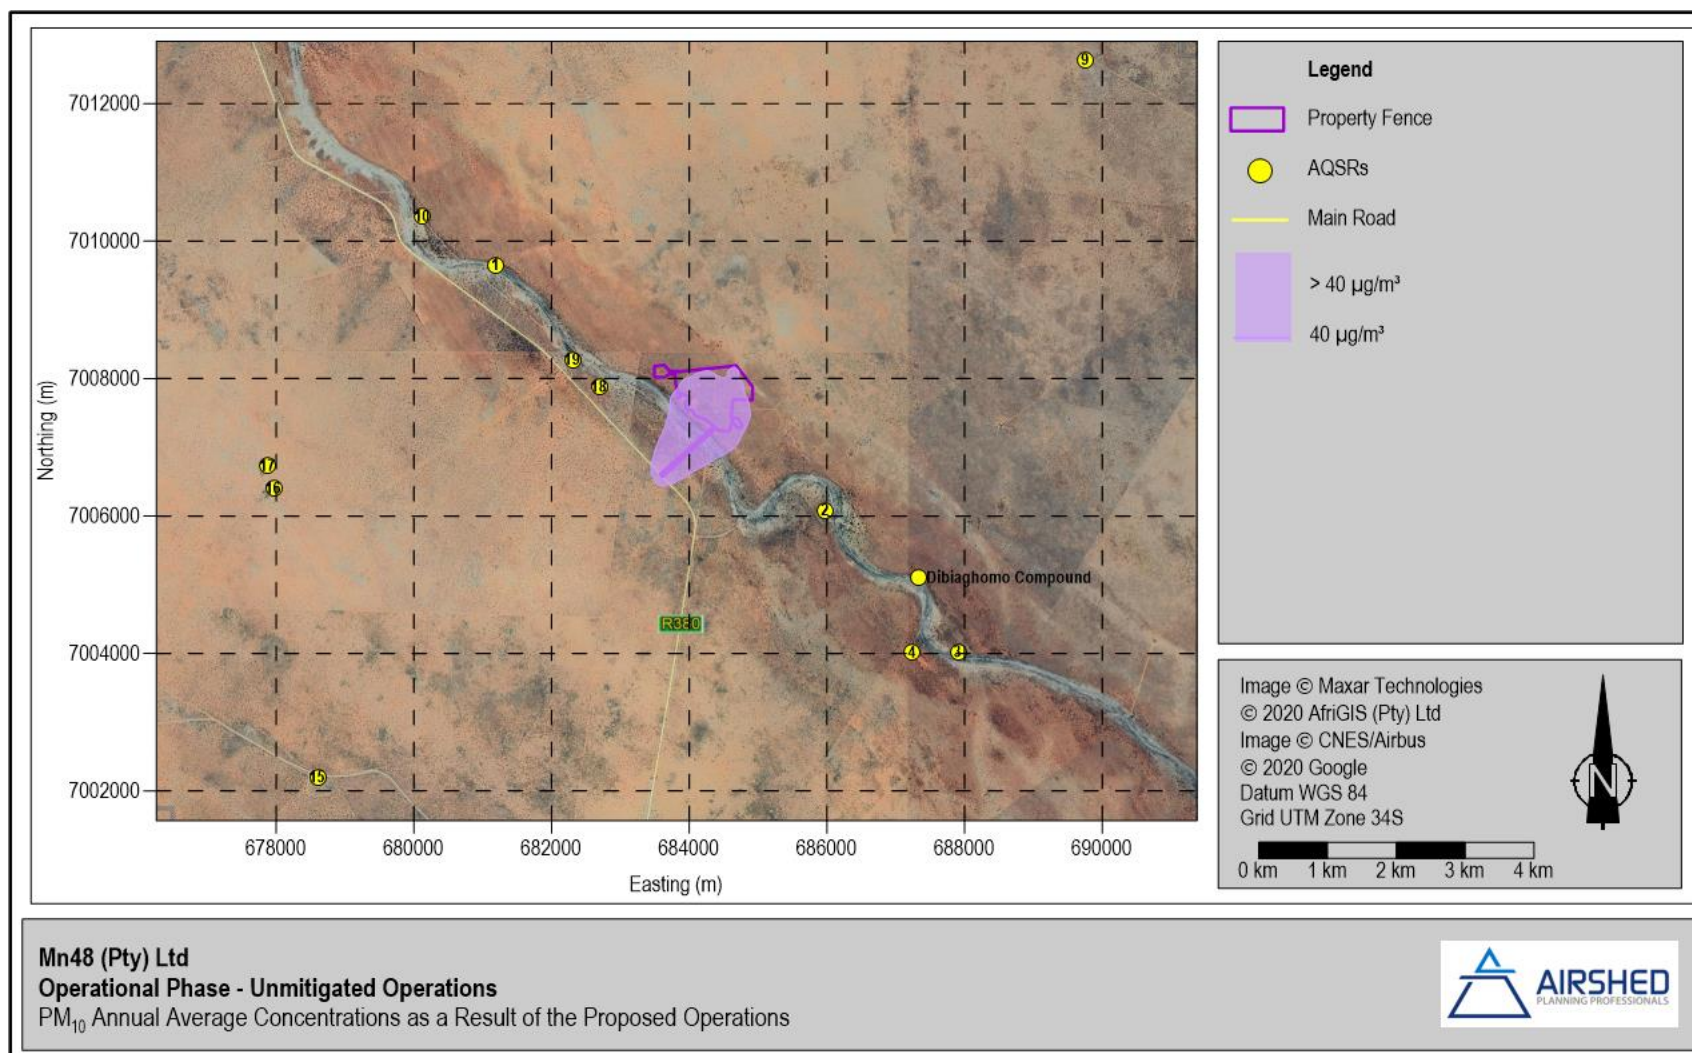 Legend
Property Fence
AQSRs
Main Road
> 40 µg/m³
40 µg/m³
7012000
7010000
7008000
7006000
7004000
7002000
Northing (m)
678000
680000
682000
684000
686000
688000
690000
Easting (m)
9
10
1
19
18
17
16
2
Dibiaghomo Compound
R380
4
15
Image © Maxar Technologies
© 2020 AfriGIS (Pty) Ltd
Image © CNES/Airbus
© 2020 Google
Datum WGS 84
Grid UTM Zone 34S
N
0 km 1 km 2 km 3 km 4 km
Mn48 (Pty) Ltd
Operational Phase - Unmitigated Operations
PM₁₀ Annual Average Concentrations as a Result of the Proposed Operations
AIRSHED
PLANNING PROFESSIONALS